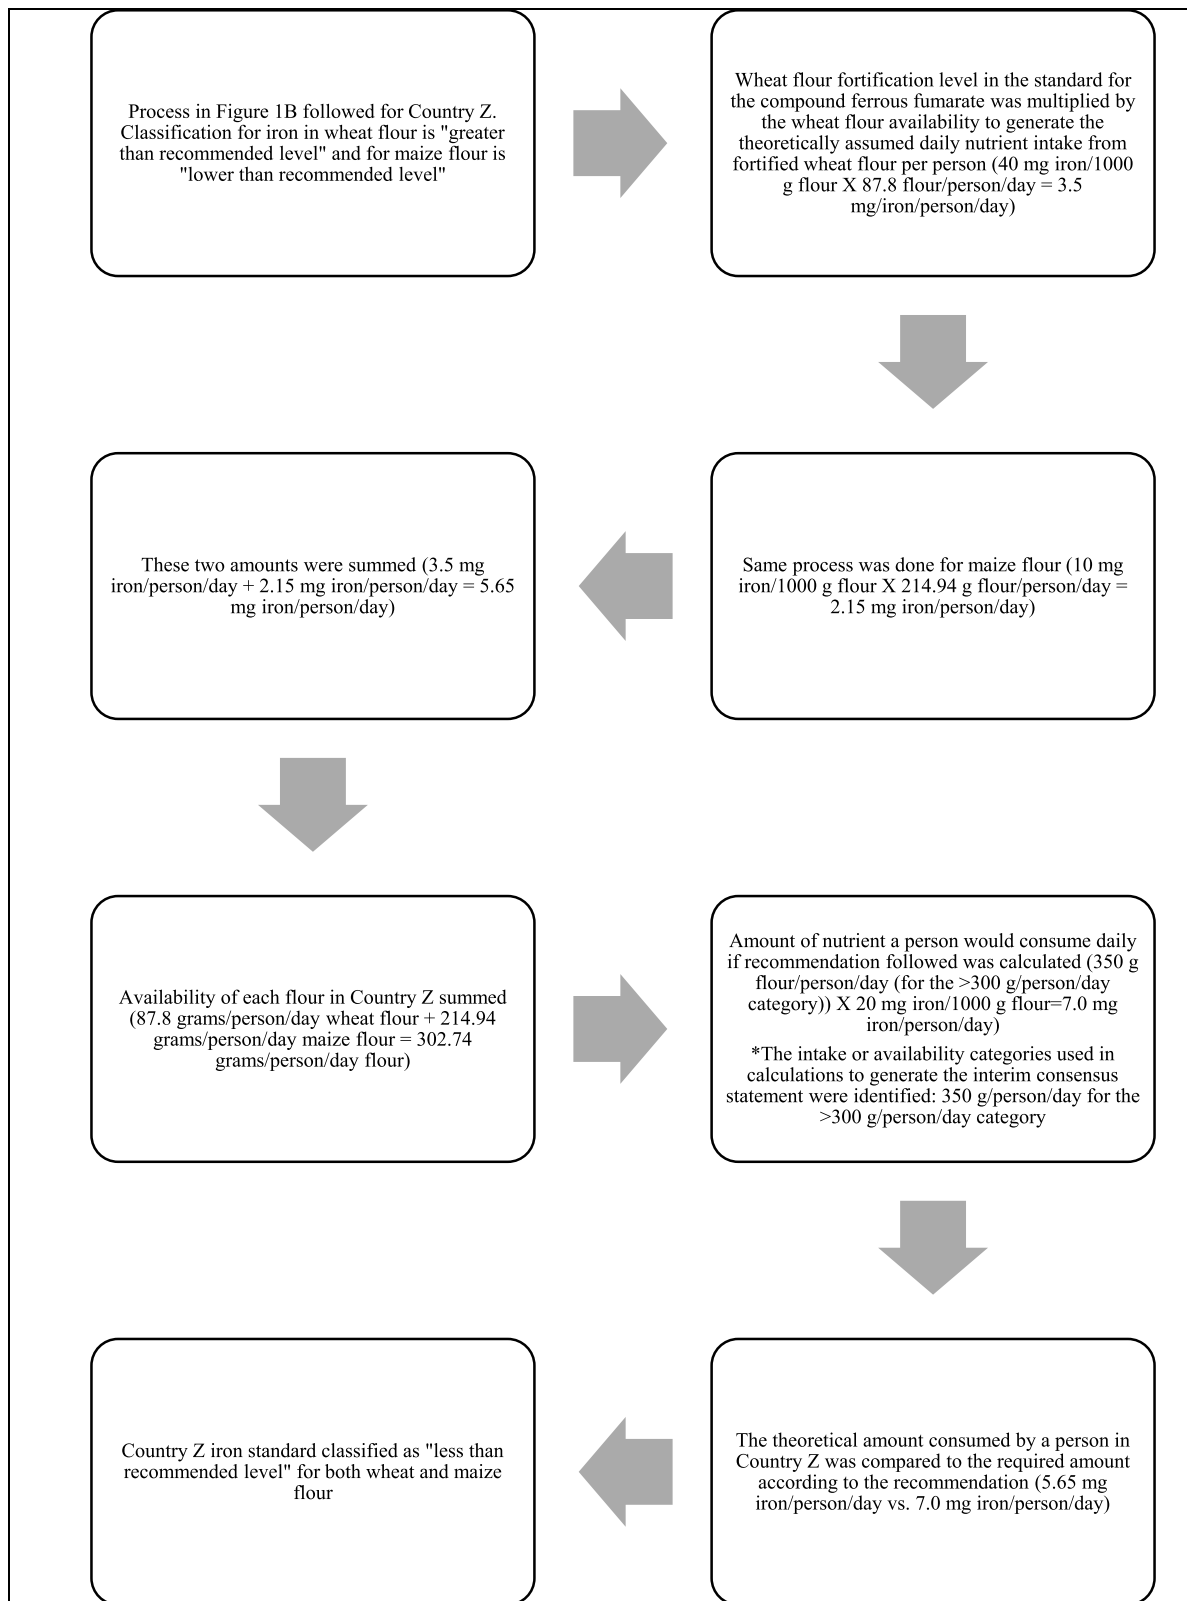 Process in Figure 1B followed for Country Z.
Classification for iron in wheat flour is "greater
than recommended level" and for maize flour is
"lower than recommended level"
Wheat flour fortification level in the standard for
the compound ferrous fumarate was multiplied by
the wheat flour availability to generate the
theoretically assumed daily nutrient intake from
fortified wheat flour per person (40 mg iron/1000
g flour X 87.8 flour/person/day = 3.5
mg/iron/person/day)
Same process was done for maize flour (10 mg
iron/1000 g flour X 214.94 g flour/person/day =
2.15 mg iron/person/day)
These two amounts were summed (3.5 mg
iron/person/day + 2.15 mg iron/person/day = 5.65
mg iron/person/day)
Availability of each flour in Country Z summed
(87.8 grams/person/day wheat flour + 214.94
grams/person/day maize flour = 302.74
grams/person/day flour)
Amount of nutrient a person would consume daily
if recommendation followed was calculated (350 g
flour/person/day (for the >300 g/person/day
category)) X 20 mg iron/1000 g flour=7.0 mg
iron/person/day)
*The intake or availability categories used in
calculations to generate the interim consensus
statement were identified: 350 g/person/day for the
>300 g/person/day category
The theoretical amount consumed by a person in
Country Z was compared to the required amount
according to the recommendation (5.65 mg
iron/person/day vs. 7.0 mg iron/person/day)
Country Z iron standard classified as "less than
recommended level" for both wheat and maize
flour